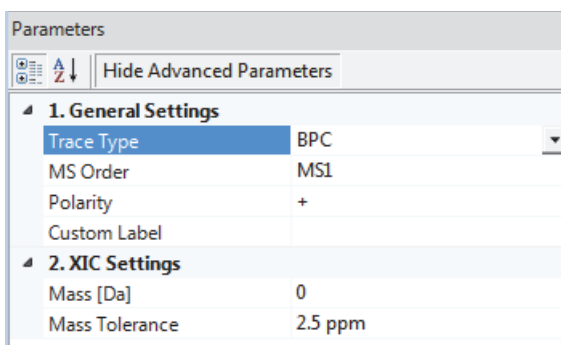 Parameters
A Z Hide Advanced Parameters
1. General Settings
Trace Type BPC
MS Order MS1
Polarity +
Custom Label
2. XIC Settings
Mass [Da] 0
Mass Tolerance 2.5 ppm